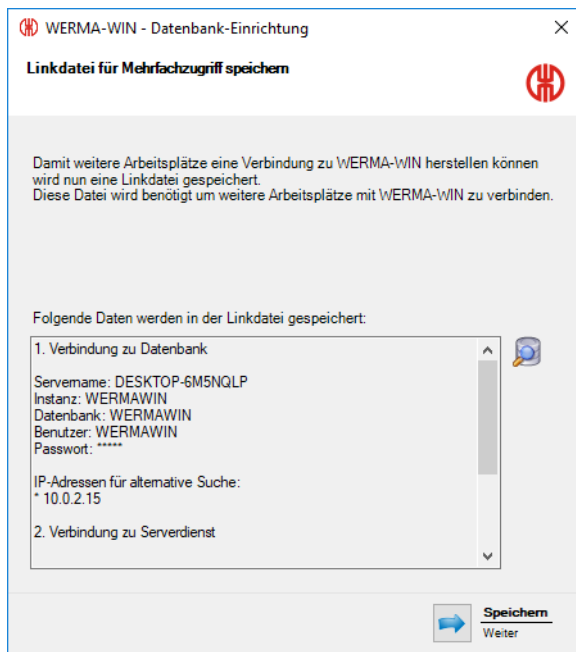 WERMA-WIN - Datenbank-Einrichtung
Linkdatei für Mehrfachzugriff speichern
Damit weitere Arbeitsplätze eine Verbindung zu WERMA-WIN herstellen können
wird nun eine Linkdatei gespeichert.
Diese Datei wird benötigt um weitere Arbeitsplätze mit WERMA-WIN zu verbinden.
Folgende Daten werden in der Linkdatei gespeichert:
1. Verbindung zu Datenbank
Servername: DESKTOP-6M5NQLP
Instanz: WERMAWIN
Datenbank: WERMAWIN
Benutzer: WERMAWIN
Passwort: *****
IP-Adressen für alternative Suche:
* 10.0.2.15
2. Verbindung zu Serverdienst
Speichern
Weiter